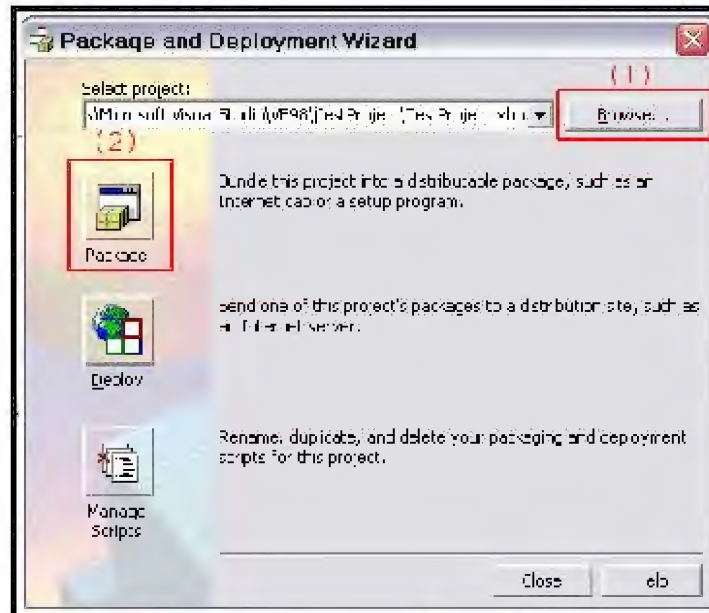 Package and Deployment Wizard
(1)
Select project:
Browse...
(2)
Bundle this project into a distributable package, such as an
Internet cab or a setup program.
Package
Send one of this project's packages to a distribution site, such as
an Internet server.
Deploy
Rename, duplicate, and delete your packaging and deployment
scripts for this project.
Manage
Scripts
Close
Help